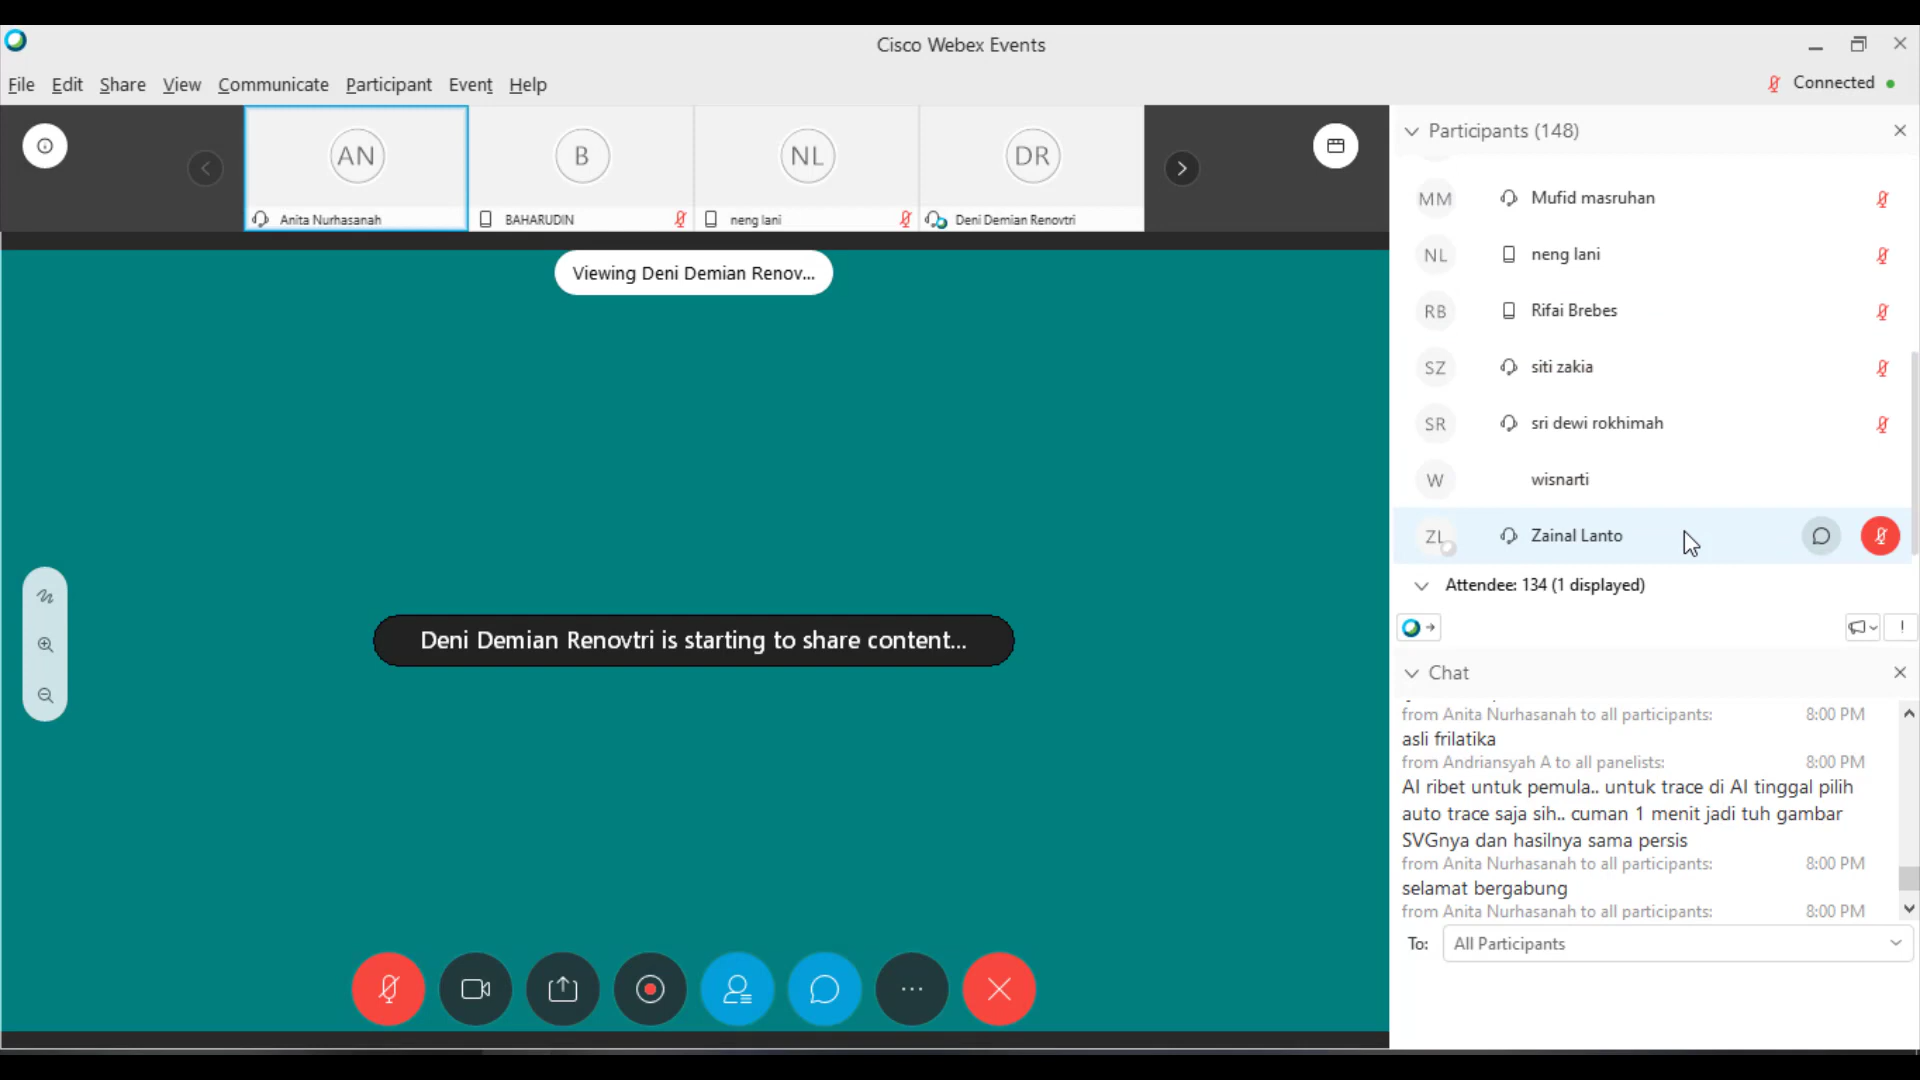 Cisco Webex Events
File Edit Share View Communicate Participant Event Help
Connected
AN
Anita Nurhasanah
B
BAHARUDIN
NL
neng lani
DR
Deni Demian Renovtri
Viewing Deni Demian Renov...
Deni Demian Renovtri is starting to share content...
Participants (148)
MM Mufid masruhan
NL neng lani
RB Rifai Brebes
SZ siti zakia
SR sri dewi rokhimah
W wisnarti
ZL Zainal Lanto
Attendee: 134 (1 displayed)
Chat
from Anita Nurhasanah to all participants: 8:00 PM
asli frilatika
from Andriansyah A to all panelists: 8:00 PM
AI ribet untuk pemula.. untuk trace di AI tinggal pilih
auto trace saja sih.. cuman 1 menit jadi tuh gambar
SVGnya dan hasilnya sama persis
from Anita Nurhasanah to all participants: 8:00 PM
selamat bergabung
from Anita Nurhasanah to all participants: 8:00 PM
To: All Participants